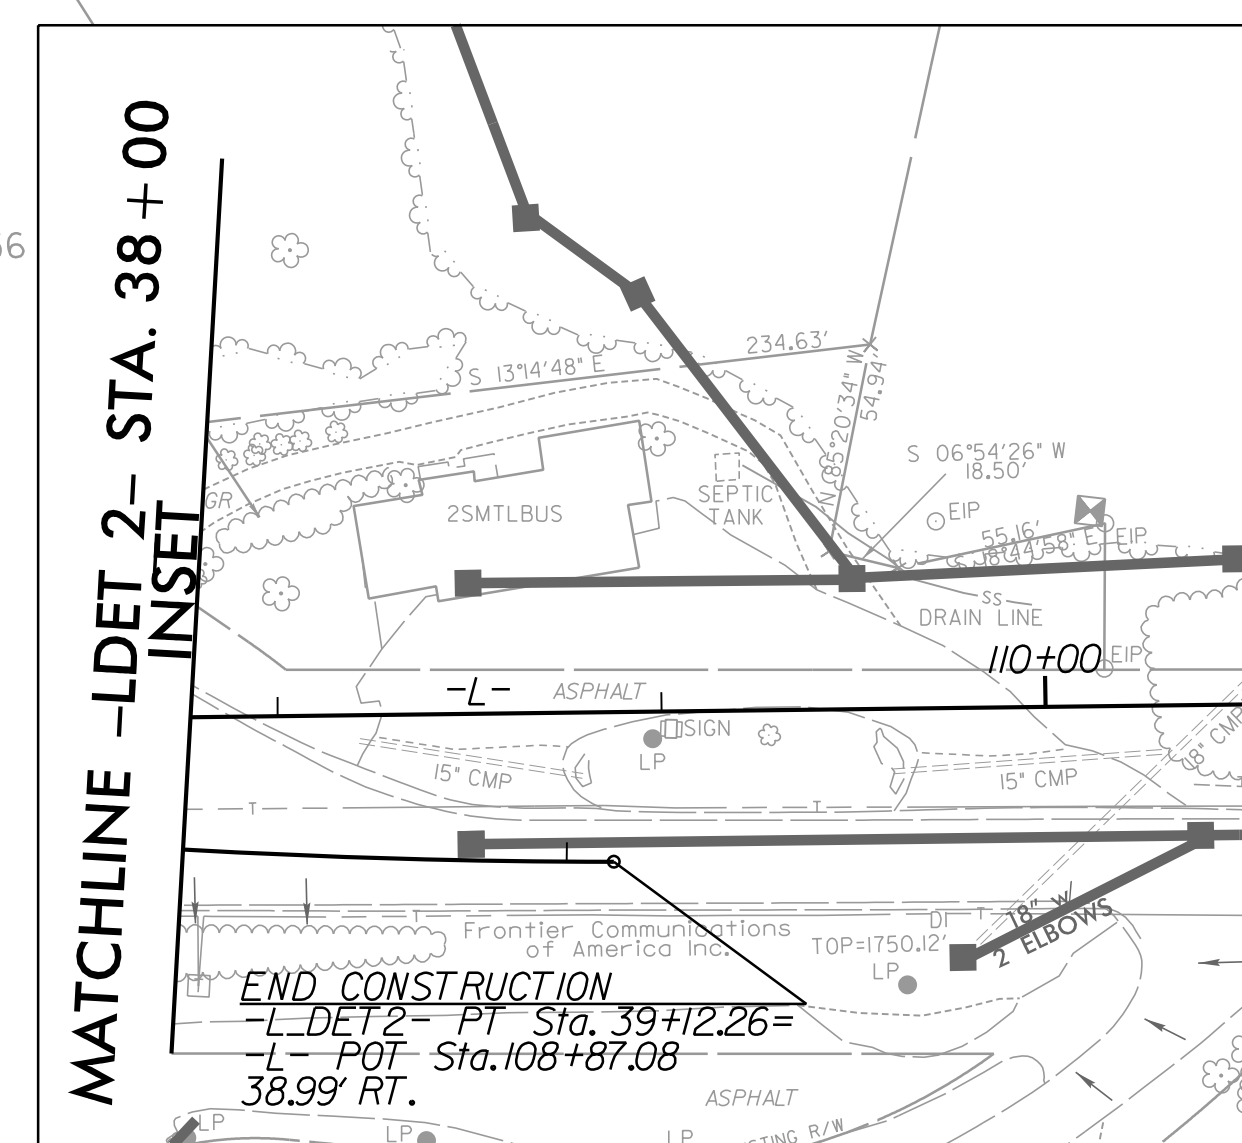 MATCHLINE -LDET 2- STA. 38+00
INSET
S 13°14'48" E
234.63'
N 85°20'34" W
54.94'
S 06°54'26" W
18.50'
EIP
55.16'
18°44'58" E
EIP
GR
2SMTLBUS
SEPTIC
TANK
SS
DRAIN LINE
110+00
EIP
-L-
ASPHALT
SIGN
LP
15" CMP
15" CMP
18" CMP
T
T
T
T
Frontier Communications
of America Inc.
DI
TOP=1750.12'
LP
18" W
2 ELBOWS
END CONSTRUCTION
-L_DET2- PT Sta. 39+12.26=
-L- POT Sta.108+87.08
38.99' RT.
ASPHALT
LP
LP
LP
R/W